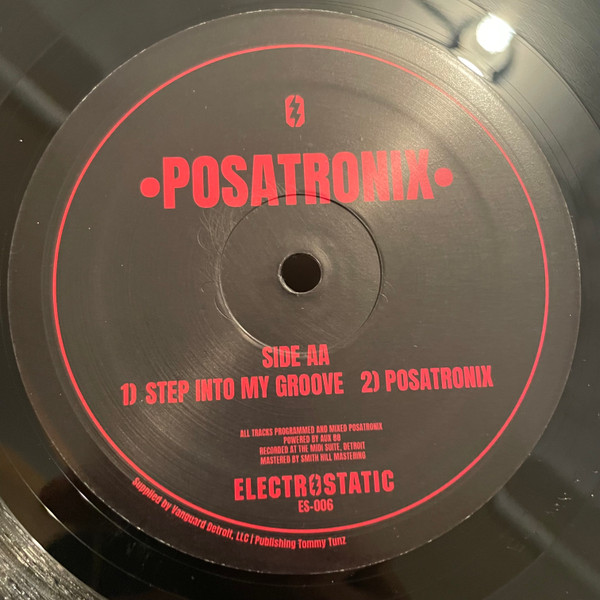 •POSATRONIX•
SIDE AA
1) STEP INTO MY GROOVE 2) POSATRONIX
ALL TRACKS PROGRAMMED AND MIXED POSATRONIX
POWERED BY AUX 88
RECORDED AT THE MIDI SUITE, DETROIT
MASTERED BY SMITH HILL MASTERING
ELECTROSTATIC
ES-006
Supplied by Vanguard Detroit, LLC | Publishing Tommy Tunz